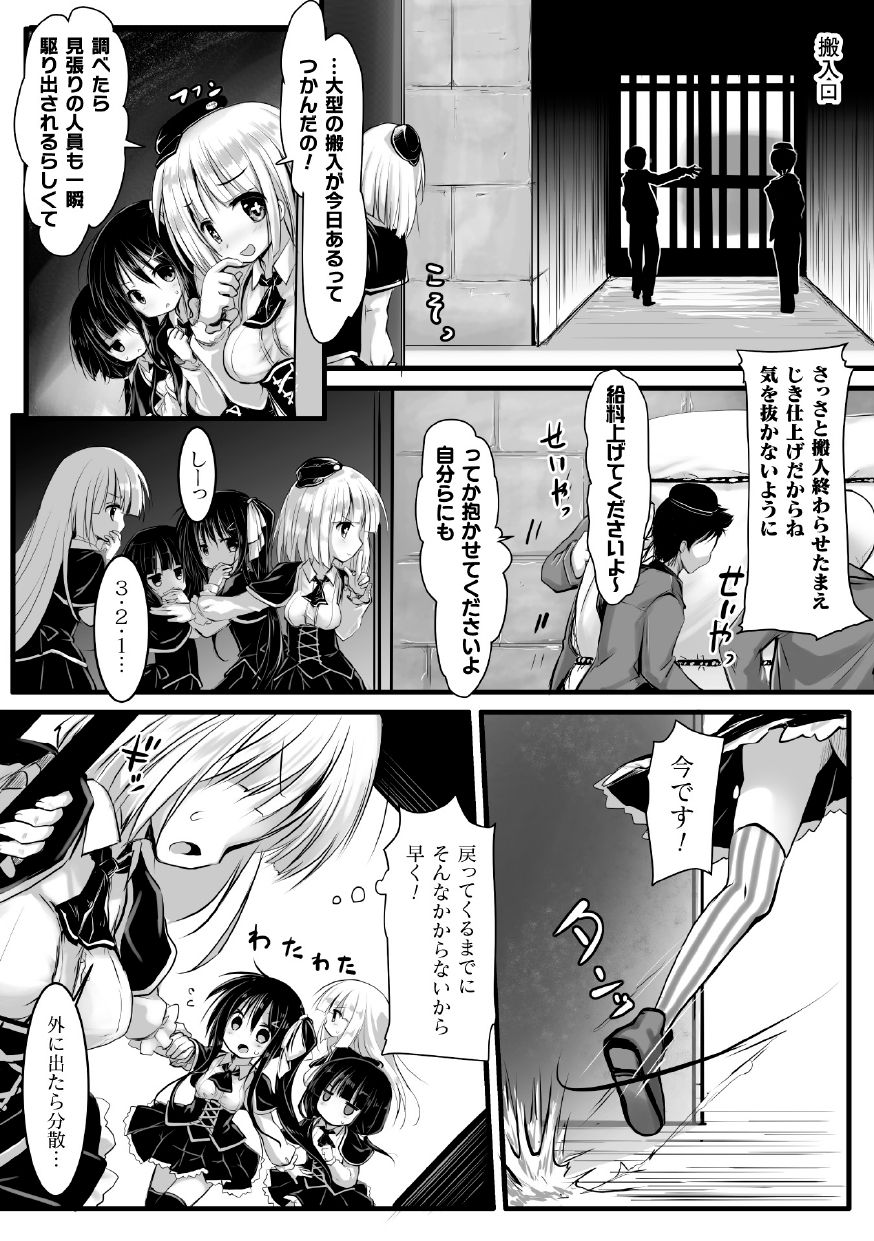 搬入口
こそっ
…大型の搬入が今日あるって
つかんだの！
フフン
調べたら
見張りの人員も一瞬
駆り出されるらしくて
さっさと搬入終わらせたまえ
じき仕上げだからね
気を抜かないように
給料上げてくださいよ〜
せいやっ
せいやっ
ってか抱かせてくださいよ
自分らにも
しーっ
3・2・1…
今です！
タンッ
戻ってくるまでに
そんなかからないから
早く！
ギギ
わたわた
外に出たら分散…